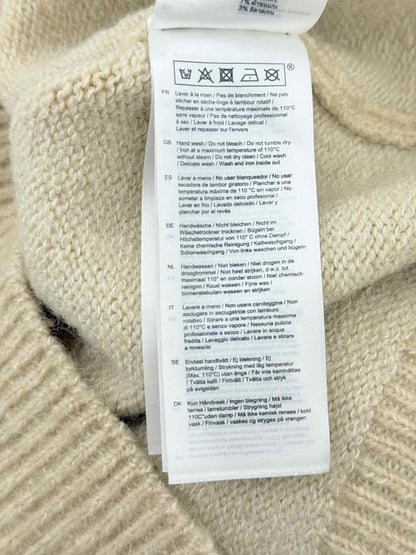 3% อีลาสเทน
FR Laver à la main / Pas de blanchiment / Ne pas
sécher en sèche-linge à tambour rotatif /
Repasser à une température maximale de 110°C
sans vapeur / Pas de nettoyage professionnel
à sec / Laver à froid / Lavage délicat /
Laver et repasser sur l'envers
GB Hand wash / Do not bleach / Do not tumble dry
/ Iron at a maximum temperature of 110°C
without steam / Do not dry clean / Cool wash
/ Delicate wash / Wash and iron inside out
ES Lavar a mano / No usar blanqueador / No usar
secadora de tambor giratorio / Planchar a una
temperatura máxima de 110 °C sin vapor / No
someter a limpieza en seco profesional /
Lavar en frío / Lavado delicado / Lavar y
planchar por el revés
DE Handwäsche / Nicht bleichen / Nicht im
Wäschetrockner trocknen / Bügeln bei
Höchsttemperatur von 110 °C ohne Dampf /
Keine chemische Reinigung / Kaltwaschgang /
Schonwaschgang / Von links waschen und
bügeln
NL Handwassen / Niet bleken / Niet drogen in de
droogtrommel / Niet heet strijken, d.w.z. tot
maximaal 110°C en zonder stoom / Niet chemisch
reinigen / Koud wassen / Fijne was /
binnenstebuiten wassen en strijken
IT Lavare a mano / Non usare candeggina / Non
asciugare in asciugatrice con tamburo
rotativo / Stirare a una temperatura massima
di 110°C e senza vapore / Nessuna pulizia
professionale a secco / Lavare in acqua
fredda / Lavaggio delicato / Lavare e stirare
a rovescio
SE Endast handtvätt / Ej blekning / Ej
torktumling / Strykning med låg temperatur
(Max. 110°C) utan ånga / Får inte kemtvättas
/ Tvätta kallt / Fintvätt / Tvätta och stryk
på avigsidan
DK Kun Håndvask / Ingen blegning / Må ikke
tørres i tørretumbler / Strygning højst
110C°uden damp / Må ikke kemisk renses / kold
vask / Finvask / vaskes og stryges på vrangen